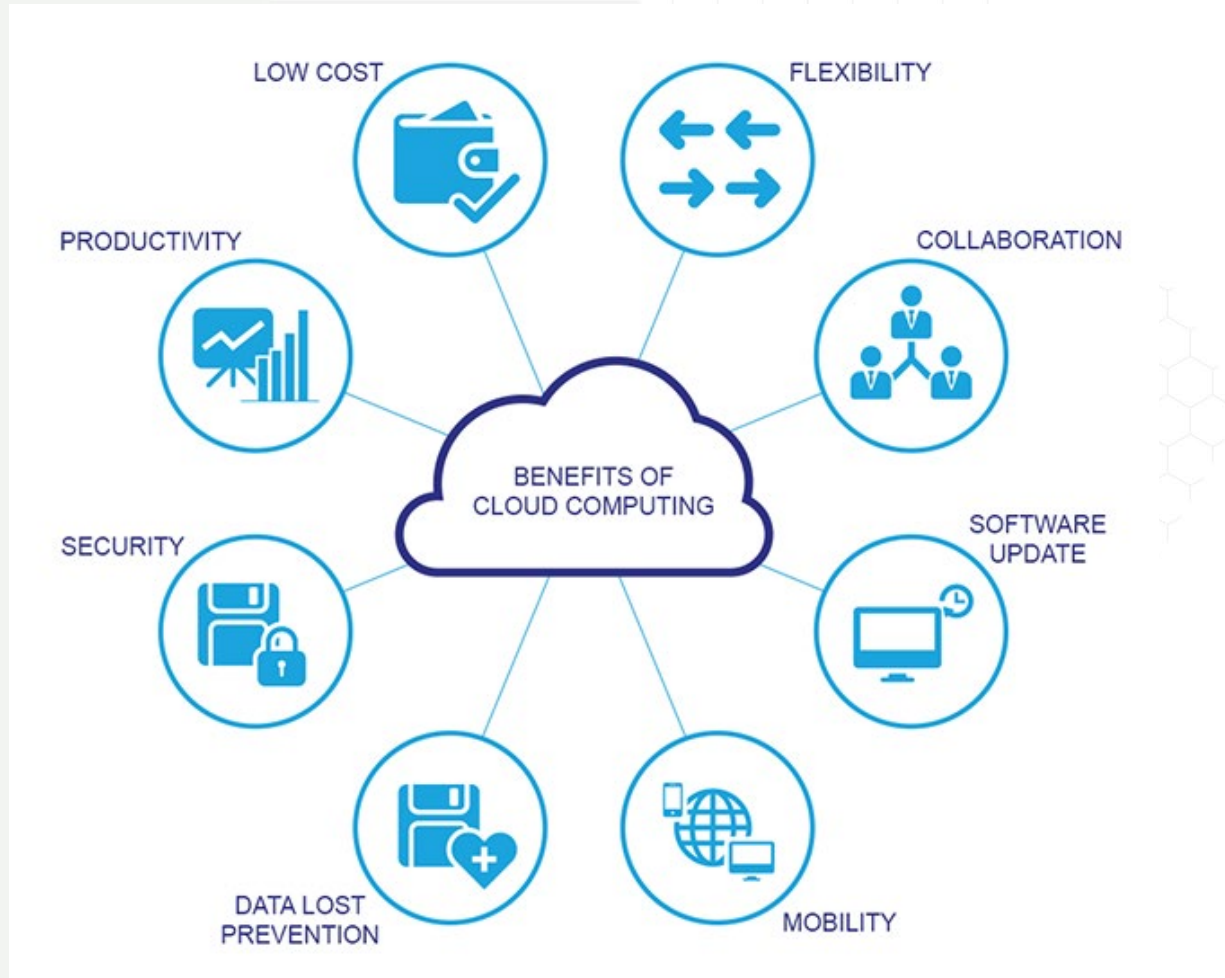 LOW COST
FLEXIBILITY
PRODUCTIVITY
COLLABORATION
BENEFITS OF
CLOUD COMPUTING
SECURITY
SOFTWARE
UPDATE
DATA LOST
PREVENTION
MOBILITY